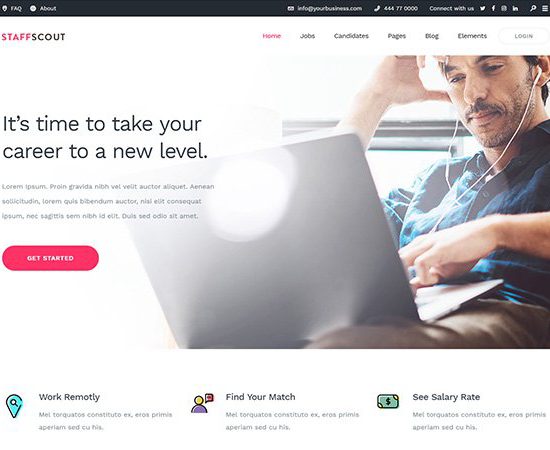 FAQ About info@yourbusiness.com 444 77 0000 Connect with us
STAFFSCOUT Home Jobs Candidates Pages Blog Elements LOGIN
It's time to take your
career to a new level.
Lorem Ipsum. Proin gravida nibh vel velit auctor aliquet. Aenean
sollicitudin, lorem quis bibendum auctor, nisi elit consequat
ipsum, nec sagittis sem nibh id elit. Duis sed odio sit amet.
GET STARTED
Work Remotly
Mel torquatos constituto ex, eros primis
aperiam sed cu his.
Find Your Match
Mel torquatos constituto ex, eros primis
aperiam sed cu his.
See Salary Rate
Mel torquatos constituto ex, eros primis
aperiam sed cu his.